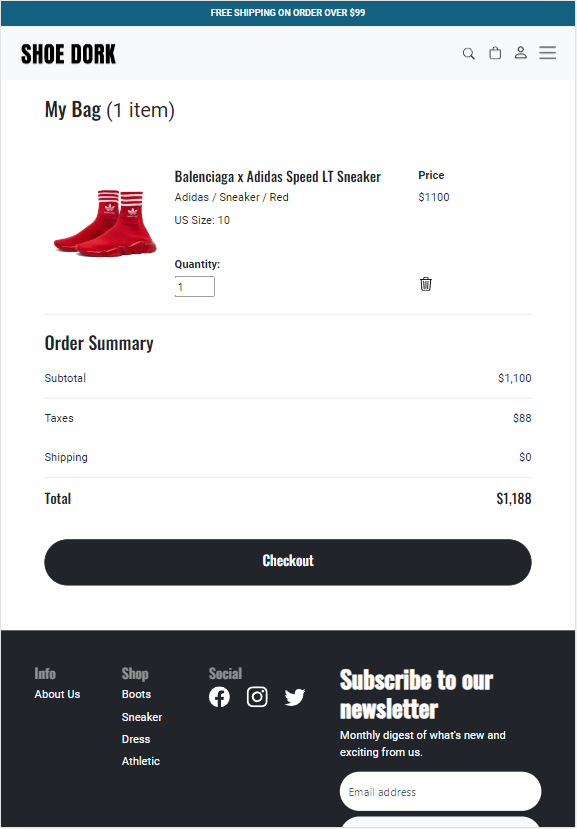 FREE SHIPPING ON ORDER OVER $99
SHOE DORK
My Bag (1 item)
Balenciaga x Adidas Speed LT Sneaker
Price
Adidas / Sneaker / Red
$1100
US Size: 10
Quantity:
1
Order Summary
Subtotal $1,100
Taxes $88
Shipping $0
Total $1,188
Checkout
Info
About Us
Shop
Boots
Sneaker
Dress
Athletic
Social
Subscribe to our
newsletter
Monthly digest of what's new and
exciting from us.
Email address